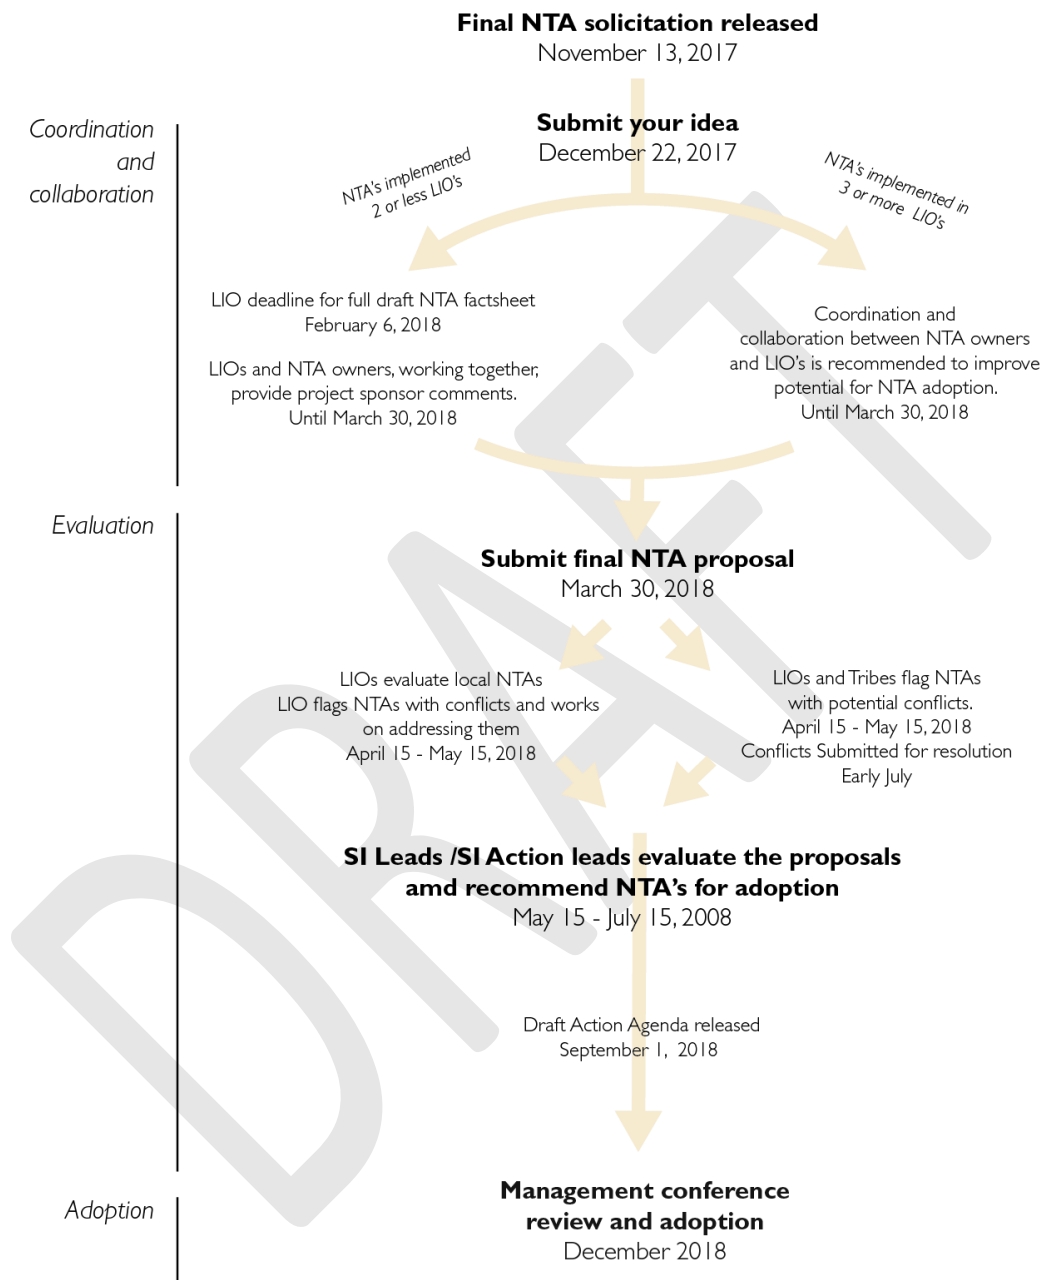 Final NTA solicitation released
November 13, 2017
Coordination
and
collaboration
Submit your idea
December 22, 2017
NTA's implemented
2 or less LIO's
NTA's implemented in
3 or more LIO's
LIO deadline for full draft NTA factsheet
February 6, 2018
LIOs and NTA owners, working together,
provide project sponsor comments.
Until March 30, 2018
Coordination and
collaboration between NTA owners
and LIO's is recommended to improve
potential for NTA adoption.
Until March 30, 2018
Evaluation
Submit final NTA proposal
March 30, 2018
LIOs evaluate local NTAs
LIO flags NTAs with conflicts and works
on addressing them
April 15 - May 15, 2018
LIOs and Tribes flag NTAs
with potential conflicts.
April 15 - May 15, 2018
Conflicts Submitted for resolution
Early July
SI Leads /SI Action leads evaluate the proposals
amd recommend NTA's for adoption
May 15 - July 15, 2008
Draft Action Agenda released
September 1, 2018
Adoption
Management conference
review and adoption
December 2018
DRAFT